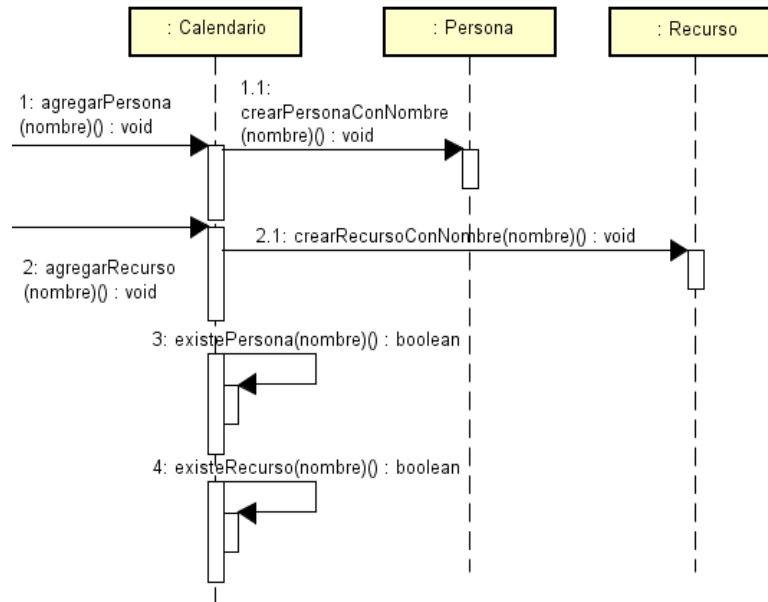 : Calendario
: Persona
: Recurso
1: agregarPersona
(nombre)() : void
1.1:
crearPersonaConNombre
(nombre)() : void
2.1: crearRecursoConNombre(nombre)() : void
2: agregarRecurso
(nombre)() : void
3: existePersona(nombre)() : boolean
4: existeRecurso(nombre)() : boolean